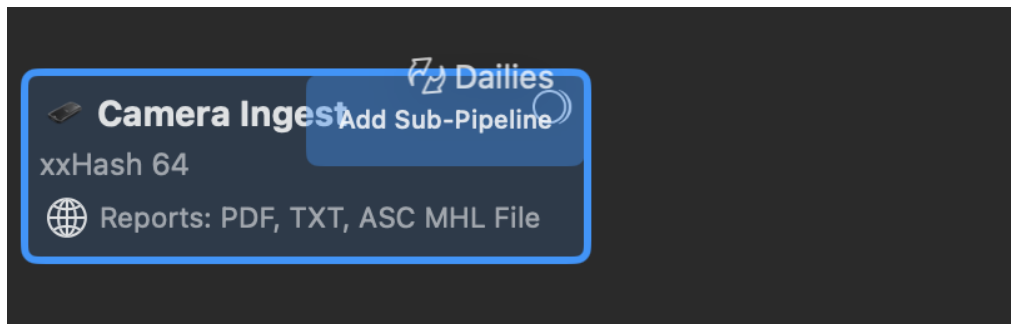 Dailies
Camera Ingest
Add Sub-Pipeline
xxHash 64
Reports: PDF, TXT, ASC MHL File